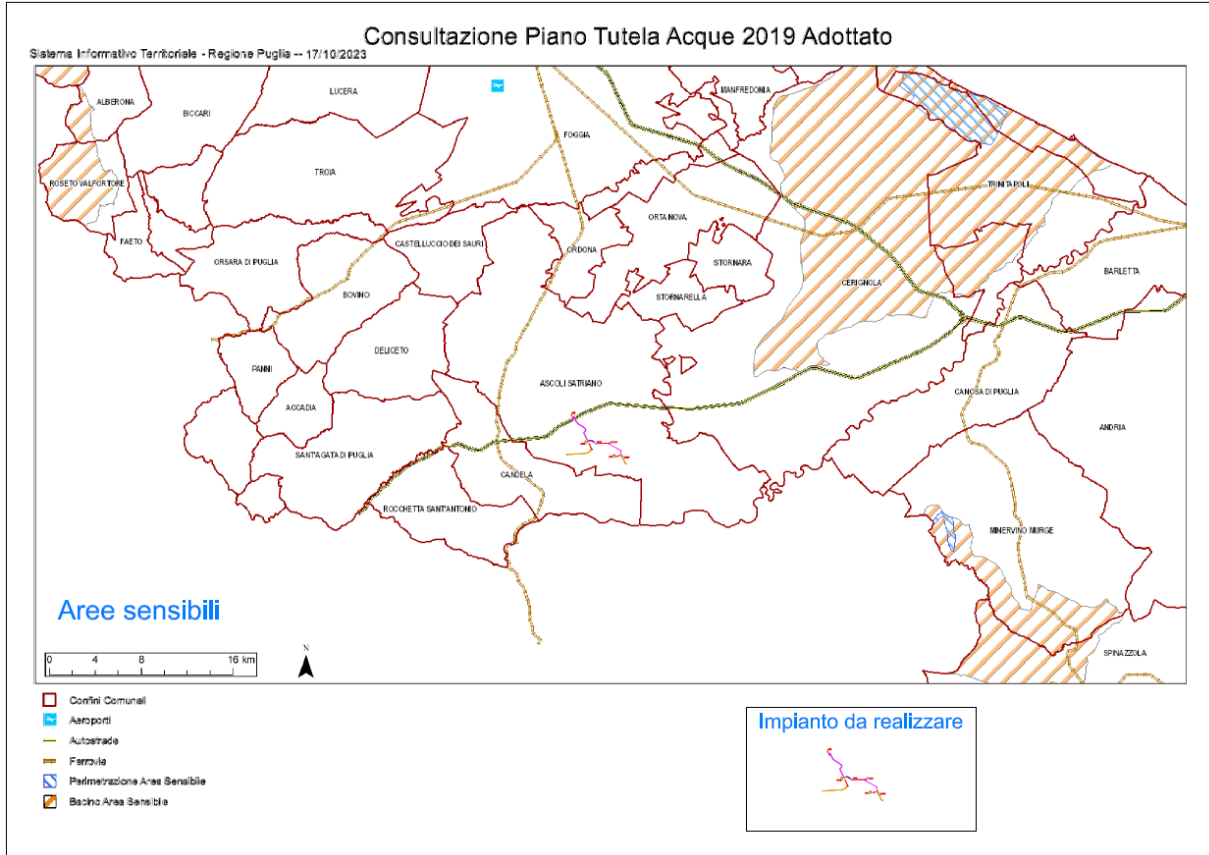 Consultazione Piano Tutela Acque 2019 Adottato
Sistema Informativo Territoriale - Regione Puglia -- 17/10/2023
LUCERA
MANFREDONIA
ALBERONA
BICCARI
FOGGIA
TROIA
ROSETO VALFORTORE
TRINITAPOLI
ORTA NOVA
FAETO
CASTELLUCCIO DEI SAURI
ORDONA
ORSARA DI PUGLIA
STORNARA
BARLETTA
BOVINO
CERIGNOLA
STORNARELLA
DELICETO
PANNI
ASCOLI SATRIANO
CANOSA DI PUGLIA
ACCADIA
ANDRIA
SANT'AGATA DI PUGLIA
CANDELA
ROCCHETTA SANT'ANTONIO
MINERVINO MURGE
SPINAZZOLA
Aree sensibili
N
0 4 8 16 km
Confini Comunali
Aeroporti
Autostrade
Ferrovie
Perimetrazione Area Sensibile
Bacino Area Sensibile
Impianto da realizzare